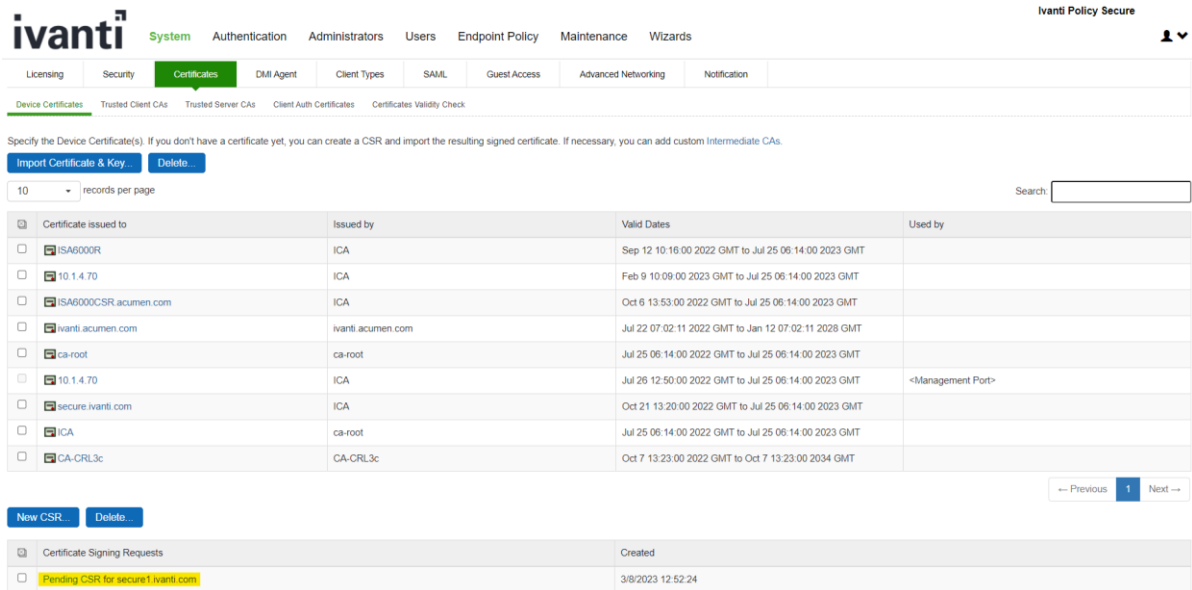 Ivanti Policy Secure
ivanti
System Authentication Administrators Users Endpoint Policy Maintenance Wizards
Licensing Security Certificates DMI Agent Client Types SAML Guest Access Advanced Networking Notification
Device Certificates Trusted Client CAs Trusted Server CAs Client Auth Certificates Certificates Validity Check
Specify the Device Certificate(s). If you don't have a certificate yet, you can create a CSR and import the resulting signed certificate. If necessary, you can add custom Intermediate CAs.
Import Certificate & Key... Delete...
10 records per page Search:
Certificate issued to Issued by Valid Dates Used by
ISA6000R ICA Sep 12 10:16:00 2022 GMT to Jul 25 06:14:00 2023 GMT
10.1.4.70 ICA Feb 9 10:09:00 2023 GMT to Jul 25 06:14:00 2023 GMT
ISA6000CSR.acumen.com ICA Oct 6 13:53:00 2022 GMT to Jul 25 06:14:00 2023 GMT
ivanti.acumen.com ivanti.acumen.com Jul 22 07:02:11 2022 GMT to Jan 12 07:02:11 2028 GMT
ca-root ca-root Jul 25 06:14:00 2022 GMT to Jul 25 06:14:00 2023 GMT
10.1.4.70 ICA Jul 26 12:50:00 2022 GMT to Jul 25 06:14:00 2023 GMT <Management Port>
secure.ivanti.com ICA Oct 21 13:20:00 2022 GMT to Jul 25 06:14:00 2023 GMT
ICA ca-root Jul 25 06:14:00 2022 GMT to Jul 25 06:14:00 2023 GMT
CA-CRL3c CA-CRL3c Oct 7 13:23:00 2022 GMT to Oct 7 13:23:00 2034 GMT
← Previous 1 Next →
New CSR... Delete...
Certificate Signing Requests Created
Pending CSR for secure1.ivanti.com 3/8/2023 12:52:24